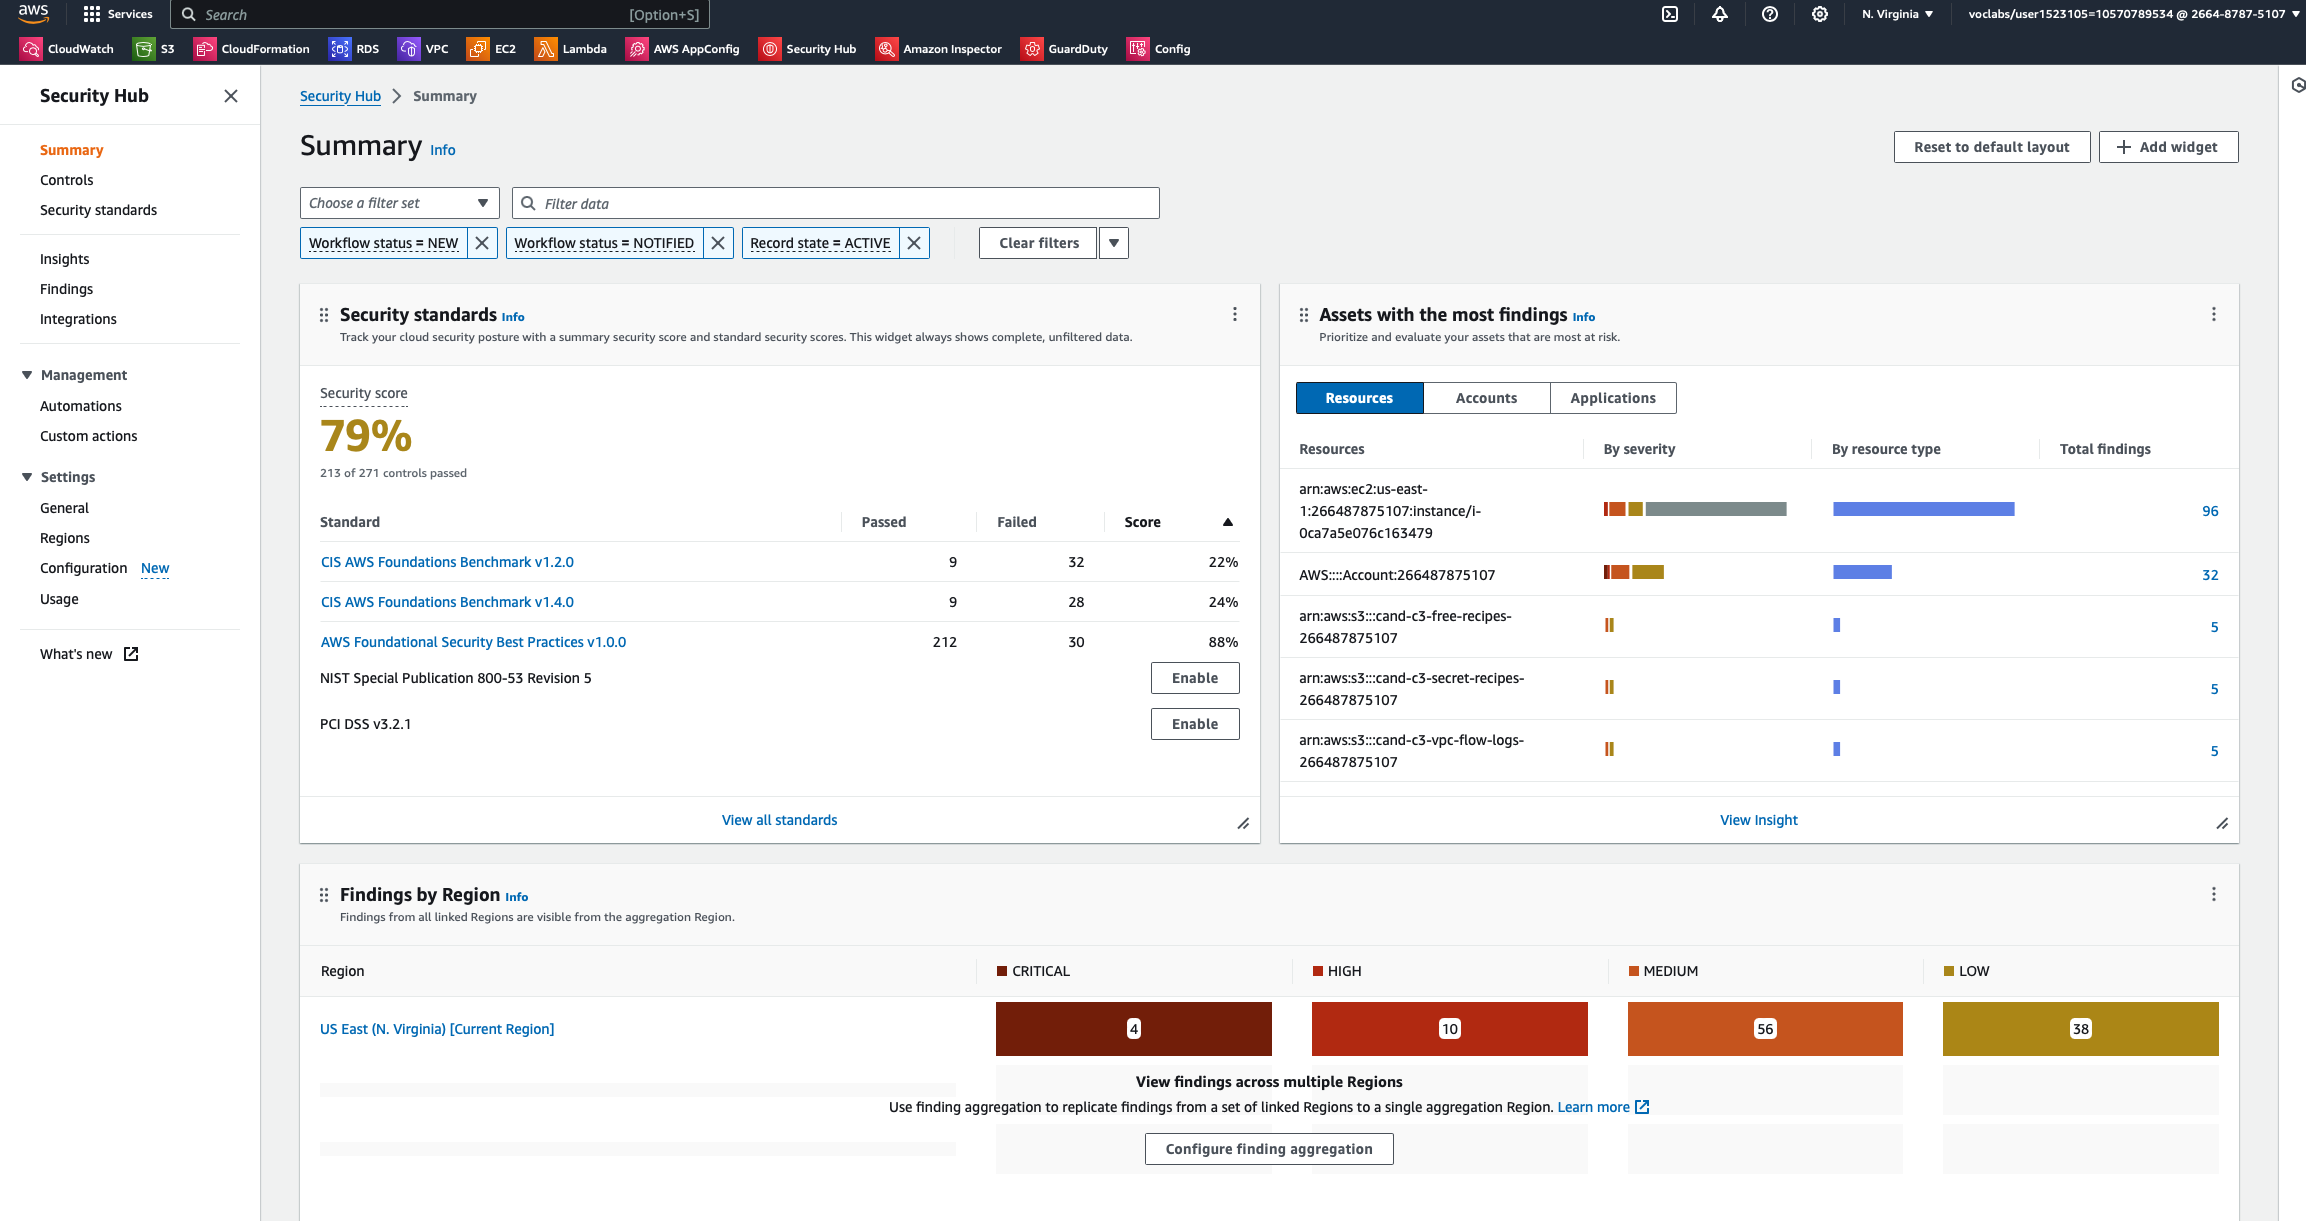 aws
Services
Search
[Option+S]
N. Virginia
voclabs/user1523105=10570789534 @ 2664-8787-5107
CloudWatch
S3
CloudFormation
RDS
VPC
EC2
Lambda
AWS AppConfig
Security Hub
Amazon Inspector
GuardDuty
Config
Security Hub
Summary
Controls
Security standards
Insights
Findings
Integrations
Management
Automations
Custom actions
Settings
General
Regions
Configuration New
Usage
What's new
Security Hub > Summary
Summary Info
Reset to default layout
Add widget
Choose a filter set
Filter data
Workflow status = NEW
Workflow status = NOTIFIED
Record state = ACTIVE
Clear filters
Security standards Info
Track your cloud security posture with a summary security score and standard security scores. This widget always shows complete, unfiltered data.
Security score
79%
213 of 271 controls passed
Standard Passed Failed Score
CIS AWS Foundations Benchmark v1.2.0 9 32 22%
CIS AWS Foundations Benchmark v1.4.0 9 28 24%
AWS Foundational Security Best Practices v1.0.0 212 30 88%
NIST Special Publication 800-53 Revision 5 Enable
PCI DSS v3.2.1 Enable
View all standards
Assets with the most findings Info
Prioritize and evaluate your assets that are most at risk.
Resources Accounts Applications
Resources By severity By resource type Total findings
arn:aws:ec2:us-east-
1:266487875107:instance/i-
0ca7a5e076c163479
96
AWS::::Account:266487875107 32
arn:aws:s3:::cand-c3-free-recipes-
266487875107
5
arn:aws:s3:::cand-c3-secret-recipes-
266487875107
5
arn:aws:s3:::cand-c3-vpc-flow-logs-
266487875107
5
View Insight
Findings by Region Info
Findings from all linked Regions are visible from the aggregation Region.
Region CRITICAL HIGH MEDIUM LOW
US East (N. Virginia) [Current Region] 4 10 56 38
View findings across multiple Regions
Use finding aggregation to replicate findings from a set of linked Regions to a single aggregation Region. Learn more
Configure finding aggregation